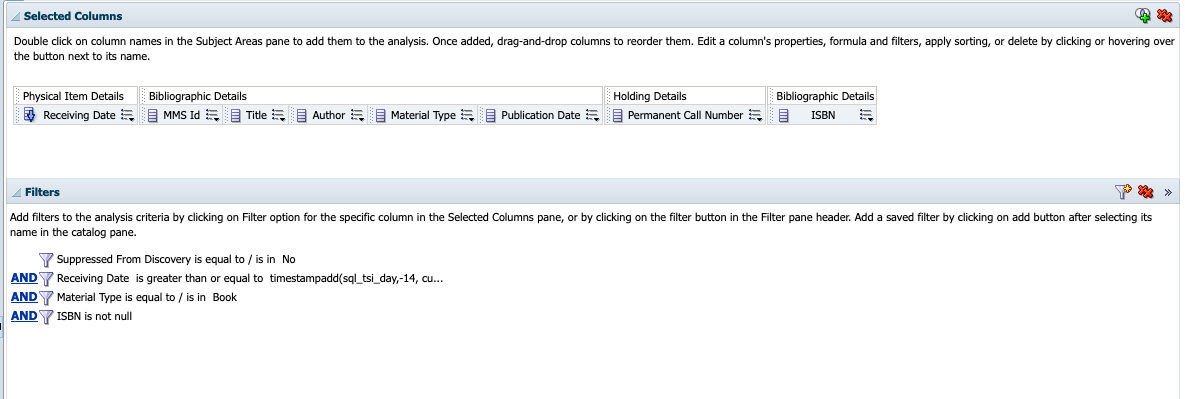 Selected Columns
Double click on column names in the Subject Areas pane to add them to the analysis. Once added, drag-and-drop columns to reorder them. Edit a column's properties, formula and filters, apply sorting, or delete by clicking or hovering over
the button next to its name.
Physical Item Details Bibliographic Details Holding Details Bibliographic Details
Receiving Date MMS Id Title Author Material Type Publication Date Permanent Call Number ISBN
Filters
Add filters to the analysis criteria by clicking on Filter option for the specific column in the Selected Columns pane, or by clicking on the filter button in the Filter pane header. Add a saved filter by clicking on add button after selecting its
name in the catalog pane.
Suppressed From Discovery is equal to / is in No
AND Receiving Date is greater than or equal to timestampadd(sql_tsi_day,-14, cu...
AND Material Type is equal to / is in Book
AND ISBN is not null